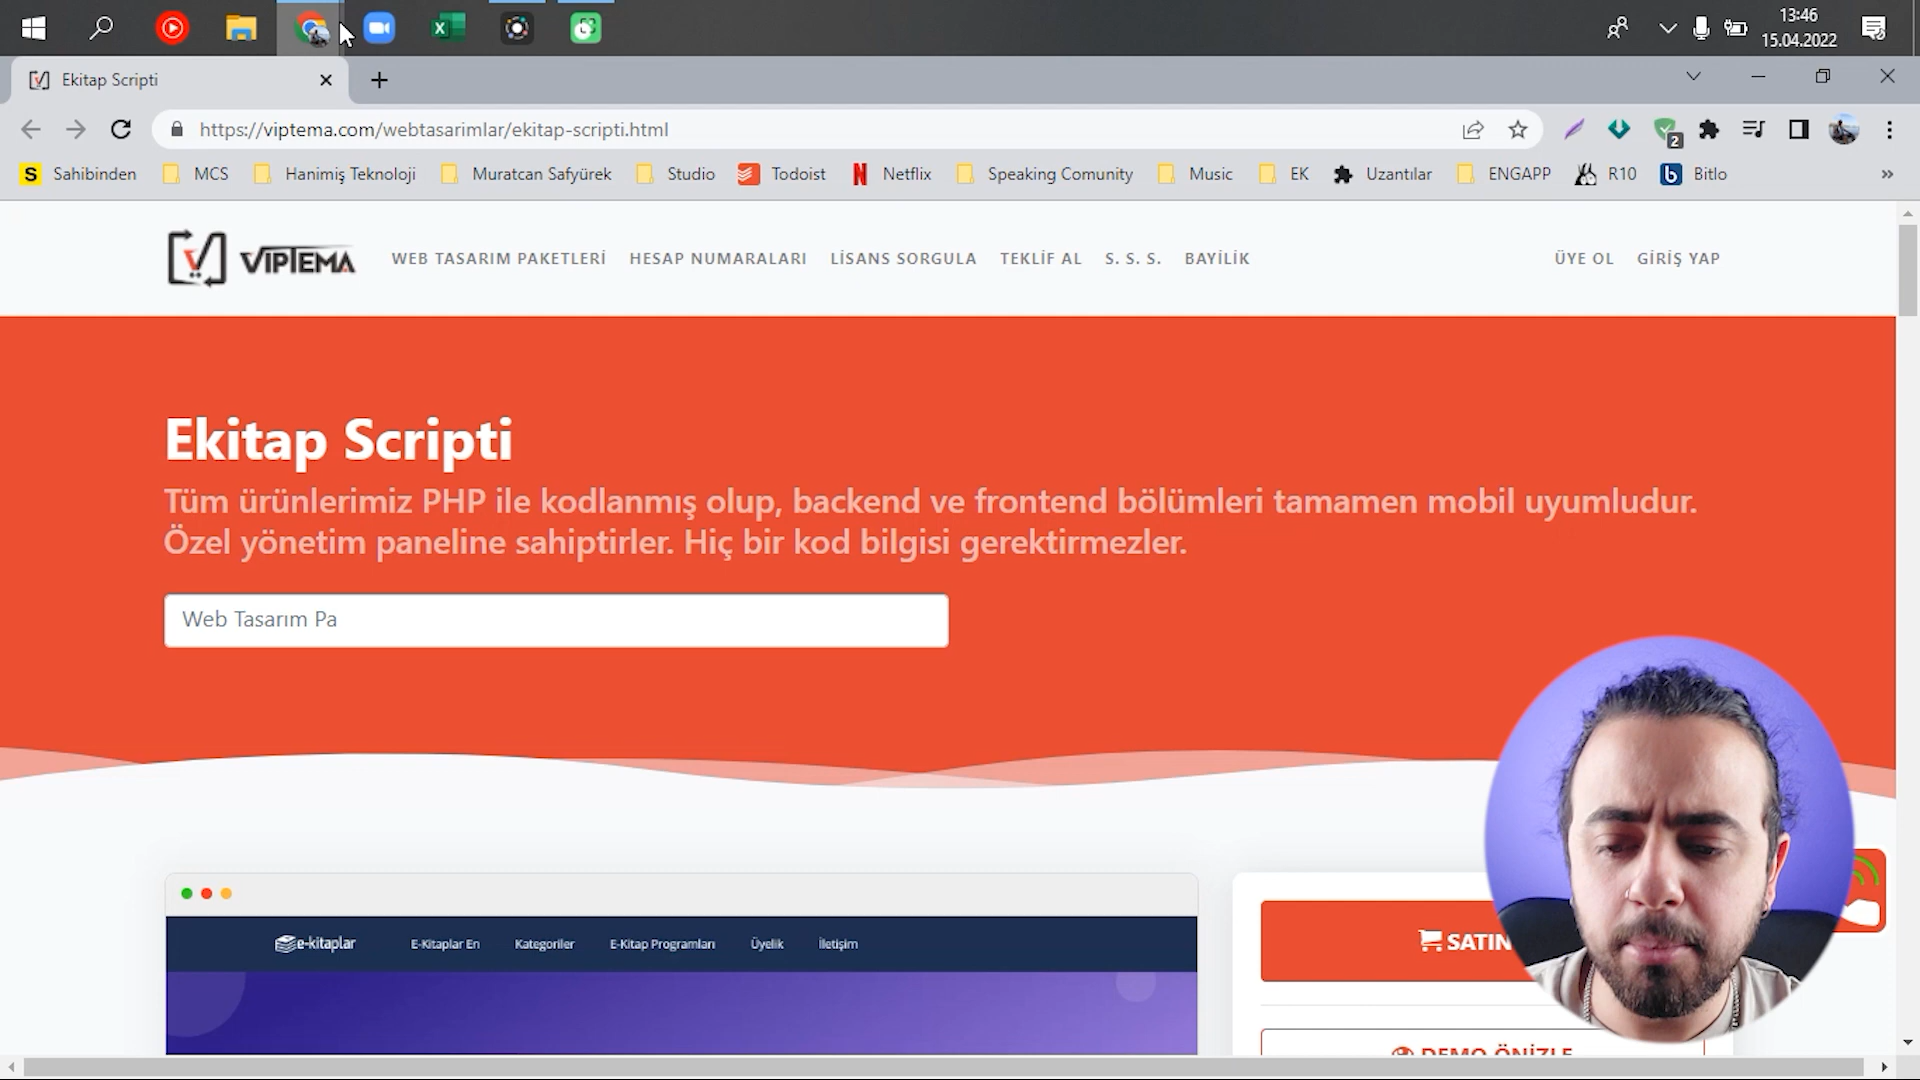 13:46
15.04.2022
Ekitap Scripti
https://viptema.com/webtasarimlar/ekitap-scripti.html
2
S Sahibinden MCS Hanimiş Teknoloji Muratcan Safyürek Studio Todoist Netflix Speaking Comunity Music EK Uzantılar ENGAPP R10 b Bitlo »
VIPTEMA WEB TASARIM PAKETLERİ HESAP NUMARALARI LİSANS SORGULA TEKLİF AL S. S. S. BAYİLİK ÜYE OL GİRİŞ YAP
Ekitap Scripti
Tüm ürünlerimiz PHP ile kodlanmış olup, backend ve frontend bölümleri tamamen mobil uyumludur.
Özel yönetim paneline sahiptirler. Hiç bir kod bilgisi gerektirmezler.
Web Tasarım Pa
e-kitaplar E-Kitaplar En Kategoriler E-Kitap Programları Üyelik İletişim
SATIN
DEMO ÖNİZLE